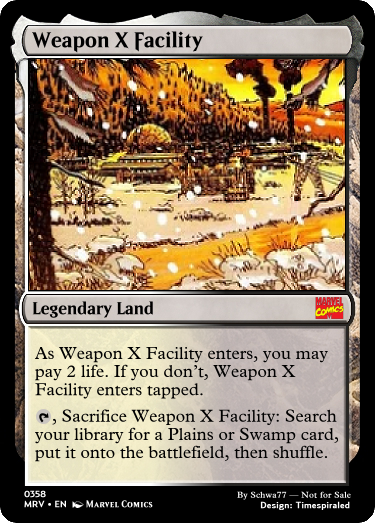 Weapon X Facility
Legendary Land
MARVEL
COMICS
As Weapon X Facility enters, you may
pay 2 life. If you don't, Weapon X
Facility enters tapped.
, Sacrifice Weapon X Facility: Search
your library for a Plains or Swamp card,
put it onto the battlefield, then shuffle.
0358
MRV • EN Marvel Comics
By Schwa77 — Not for Sale
Design: Timespiraled